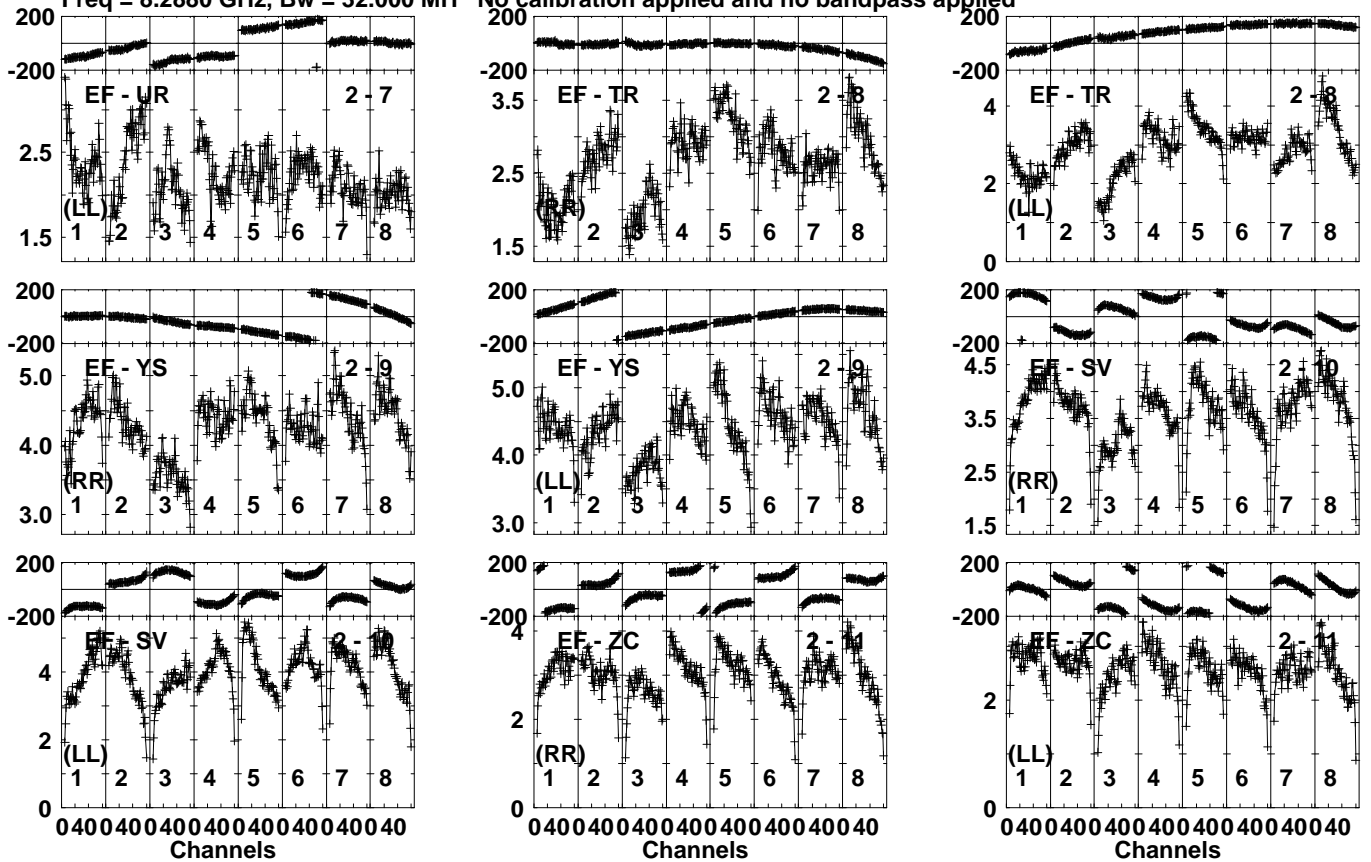 Freq = 8.2880 GHz, Bw = 32.000 MH No calibration applied and no bandpass applied
200
-200
EF - UR 2 - 7
2.5
1.5
(LL)
1 2 3 4 5 6 7 8
200
-200
EF - TR 2 - 8
3.5
2.5
1.5
(RR)
1 2 3 4 5 6 7 8
200
-200
EF - TR 2 - 8
4
2
0
(LL)
1 2 3 4 5 6 7 8
200
-200
EF - YS 2 - 9
5.0
4.0
3.0
(RR)
1 2 3 4 5 6 7 8
200
-200
EF - YS 2 - 9
5.0
4.0
3.0
(LL)
1 2 3 4 5 6 7 8
200
-200
EF - SV 2 - 10
4.5
3.5
2.5
1.5
(RR)
1 2 3 4 5 6 7 8
200
-200
EF - SV 2 - 10
4
2
0
(LL)
1 2 3 4 5 6 7 8
0 40 0 40 0 40 0 40 0 40 0 40 0 40 0 40
Channels
200
-200
EF - ZC 2 - 11
4
2
0
(RR)
1 2 3 4 5 6 7 8
0 40 0 40 0 40 0 40 0 40 0 40 0 40 0 40
Channels
200
-200
EF - ZC 2 - 11
2
0
(LL)
1 2 3 4 5 6 7 8
0 40 0 40 0 40 0 40 0 40 0 40 0 40 0 40
Channels